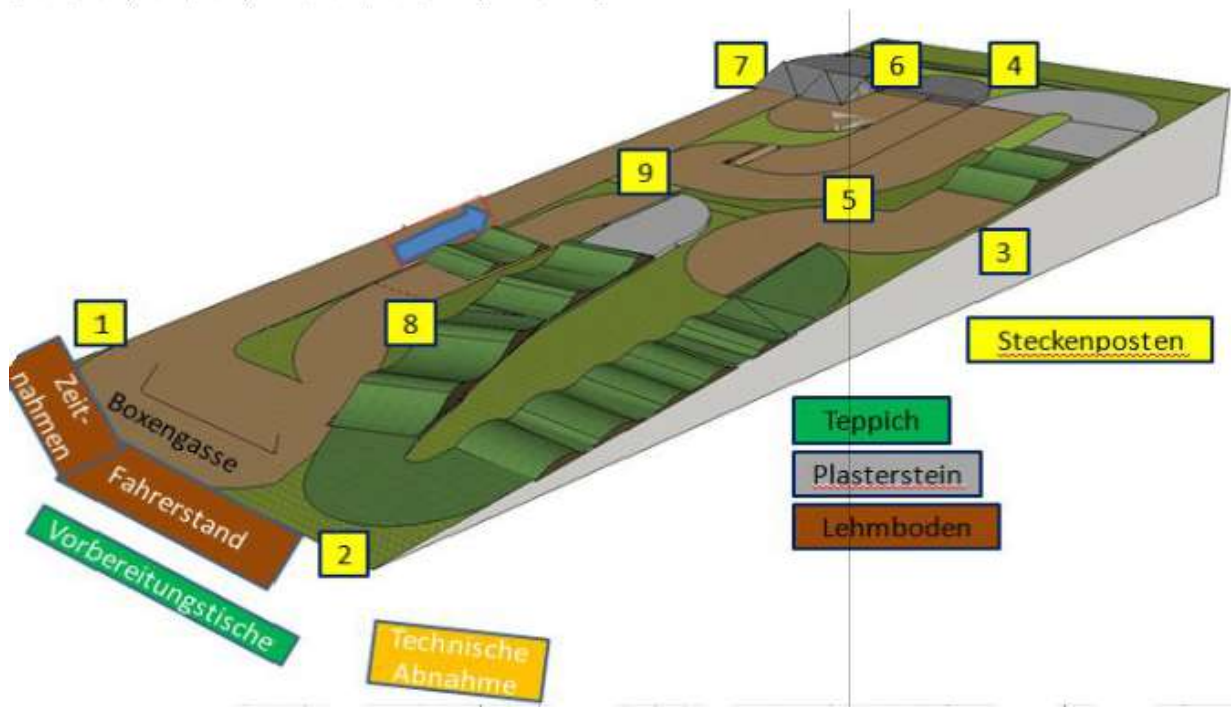 7
6
4
9
5
3
1
8
Steckenposten
Zeit-
nahmen
Boxengasse
Teppich
Plasterstein
Fahrerstand
Lehmboden
2
Vorbereitungstische
Technische
Abnahme